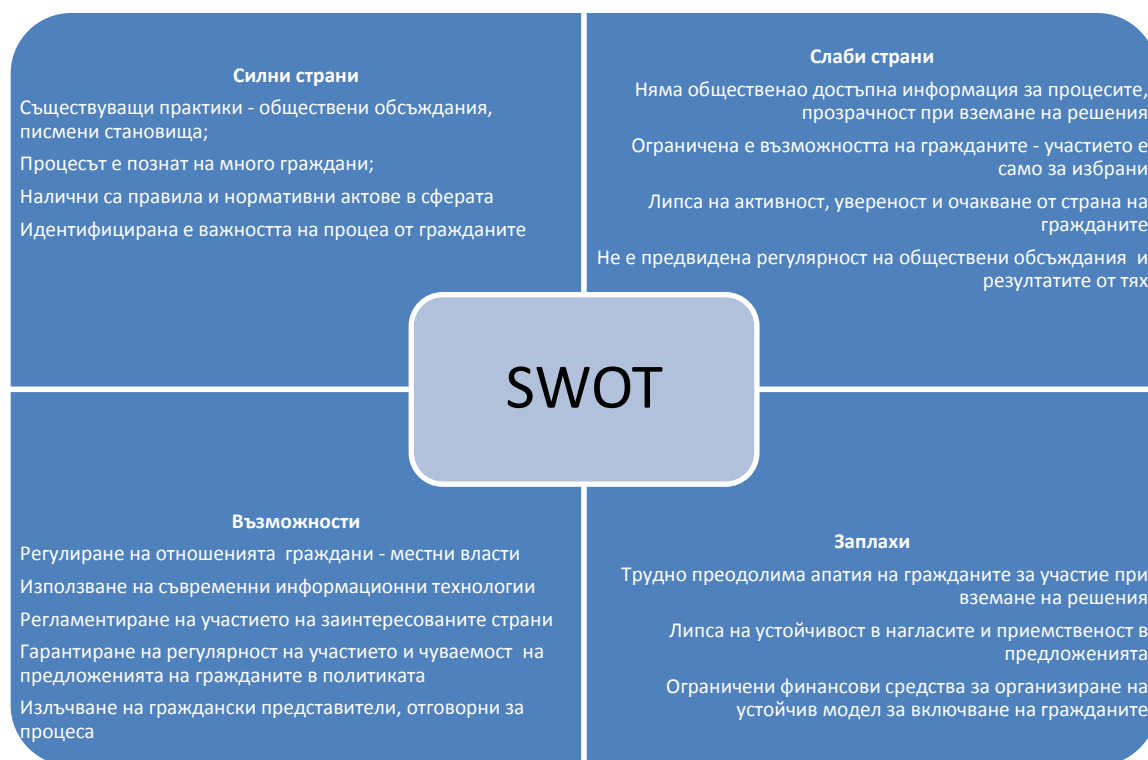 Силни страни
Съществуващи практики - обществени обсъждания,
писмени становища;
Процесът е познат на много граждани;
Налични са правила и нормативни актове в сферата
Идентифицирана е важността на процеа от гражданите
Слаби страни
Няма общественао достъпна информация за процесите,
прозрачност при вземане на решения
Ограничена е възможността на гражданите - участието е
само за избрани
Липса на активност, увереност и очакване от страна на
гражданите
Не е предвидена регулярност на обществени обсъждания  и
резултатите от тях
SWOT
Възможности
Регулиране на отношенията  граждани - местни власти
Използване на съвременни информационни технологии
Регламентиране на участието на заинтересованите страни
Гарантиране на регулярност на участието и чуваемост  на
предложенията на гражданите в политиката
Излъчване на граждански представители, отговорни за
процеса
Заплахи
Трудно преодолима апатия на гражданите за участие при
вземане на решения
Липса на устойчивост в нагласите и приемственост в
предложенията
Ограничени финансови средства за организиране на
устойчив модел за включване на гражданите